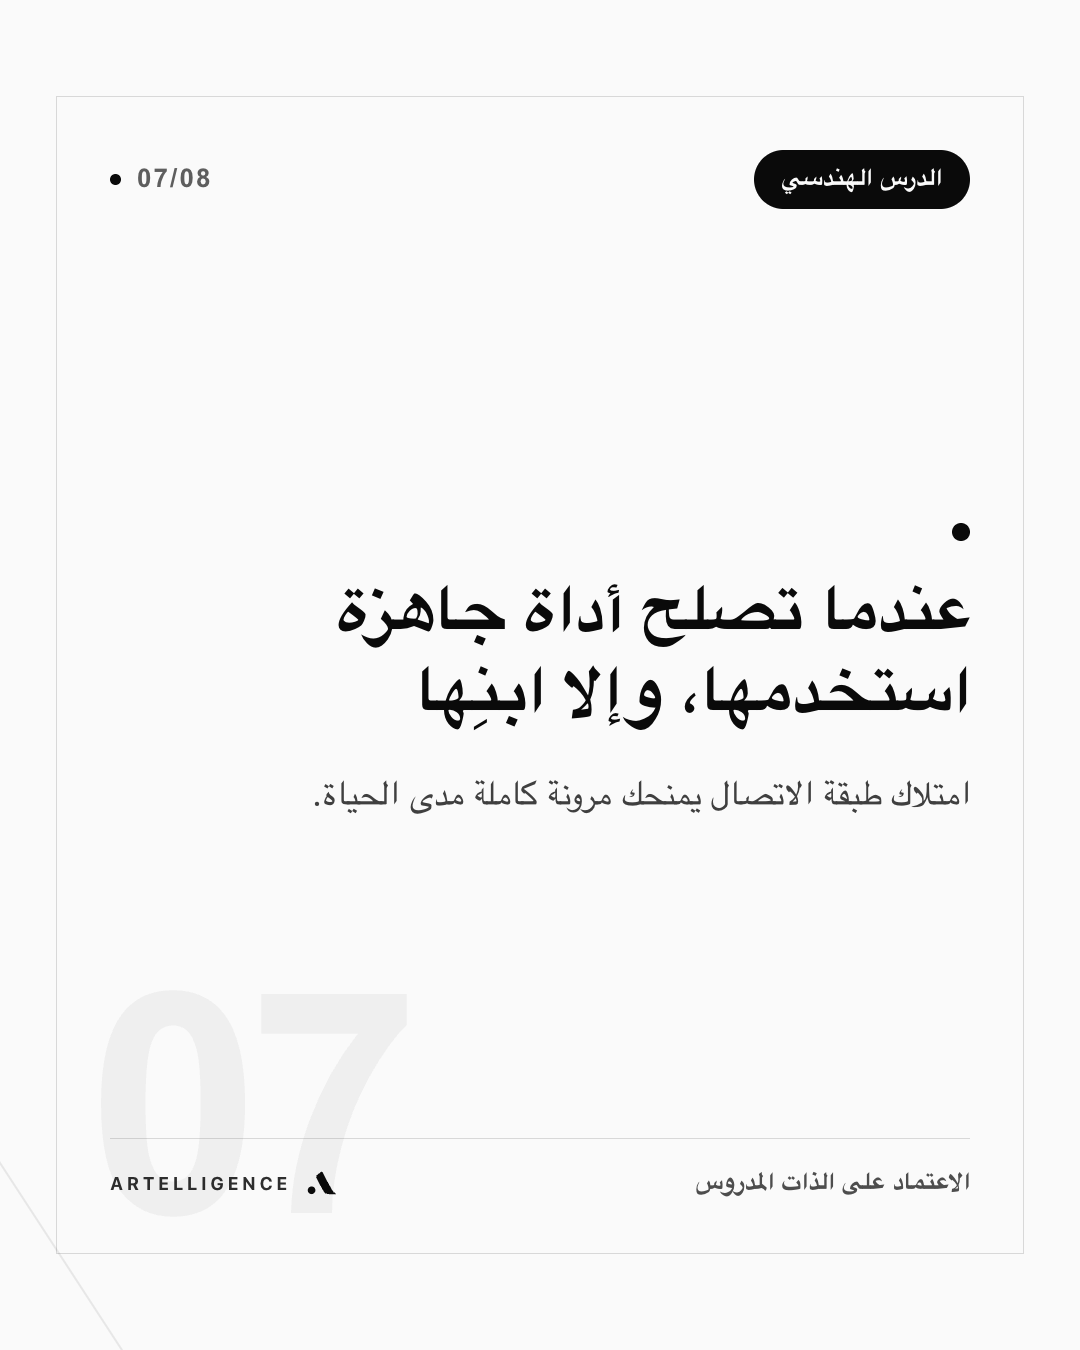 الدرس الهندسي
07/08
عندما تصلح أداة جاهزة
استخدمها، وإلا ابنِها
امتلاك طبقة الاتصال يمنحك مرونة كاملة مدى الحياة.
07
الاعتماد على الذات المدروس
ARTELLIGENCE